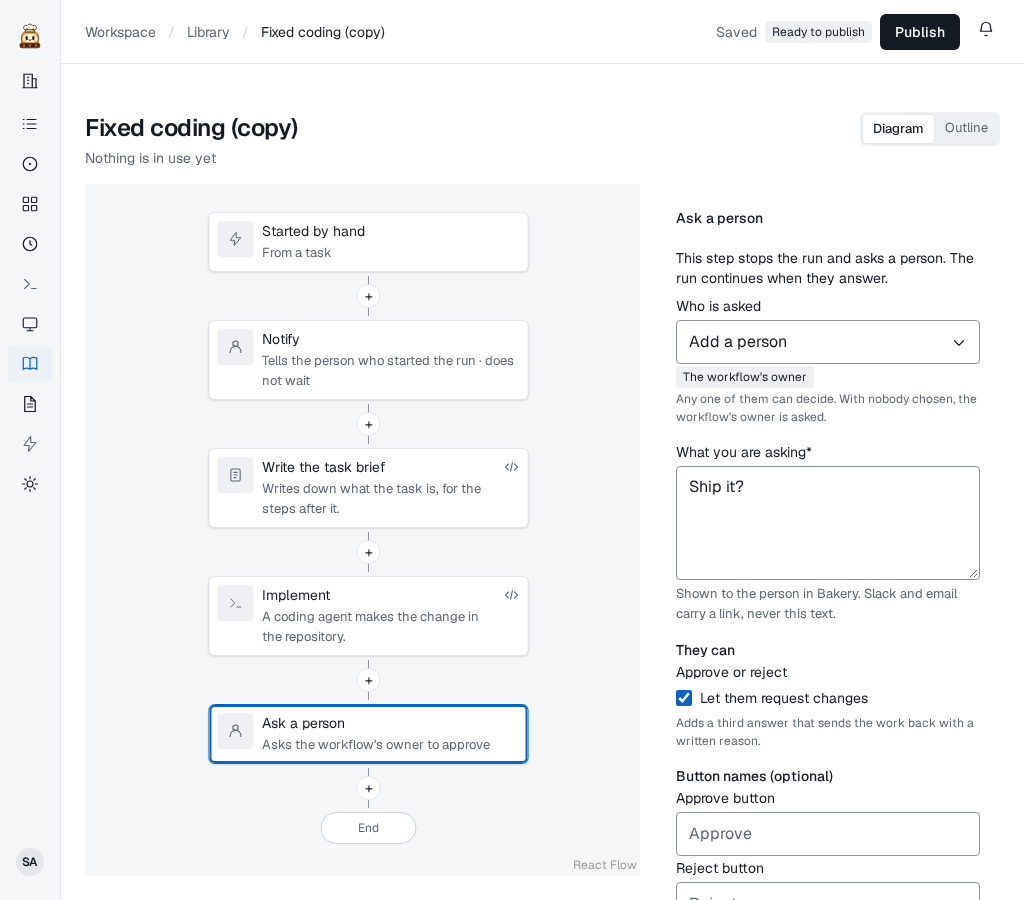 Workspace / Library / Fixed coding (copy)
Saved
Ready to publish
Publish
Fixed coding (copy)
Nothing is in use yet
Diagram
Outline
Started by hand
From a task
+
Notify
Tells the person who started the run · does
not wait
+
Write the task brief
Writes down what the task is, for the
steps after it.
+
Implement
A coding agent makes the change in
the repository.
+
Ask a person
Asks the workflow's owner to approve
+
End
React Flow
Ask a person
This step stops the run and asks a person. The
run continues when they answer.
Who is asked
Add a person
The workflow's owner
Any one of them can decide. With nobody chosen, the
workflow's owner is asked.
What you are asking*
Ship it?
Shown to the person in Bakery. Slack and email
carry a link, never this text.
They can
Approve or reject
Let them request changes
Adds a third answer that sends the work back with a
written reason.
Button names (optional)
Approve button
Approve
Reject button
SA